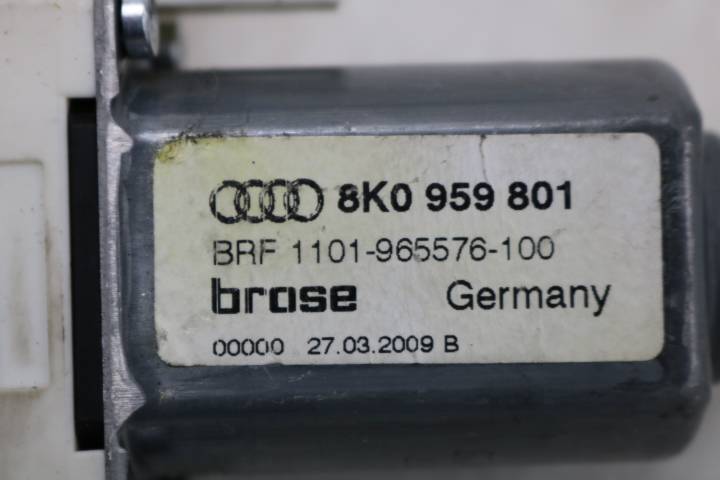 8K0 959 801
BRF 1101-965576-100
brose Germany
00000 27.03.2009 B